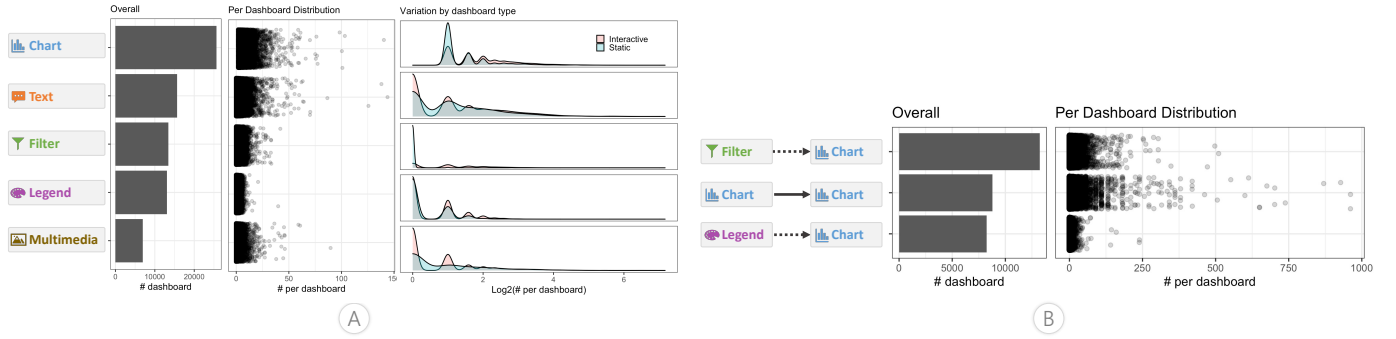 Overall
Per Dashboard Distribution
Variation by dashboard type
Chart
Text
Filter
Legend
Multimedia
Interactive
Static
0
10000
20000
0
50
100
15
0
2
4
6
# dashboard
# per dashboard
Log2(# per dashboard)
A
Overall
Per Dashboard Distribution
Filter Chart
Chart Chart
Legend Chart
0
5000
10000
0
250
500
750
1000
# dashboard
# per dashboard
B